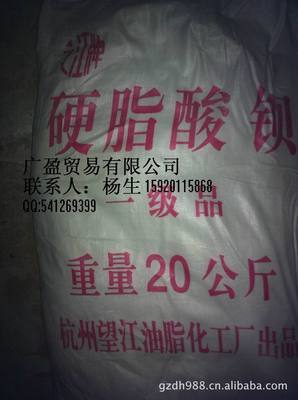 之江牌
硬脂酸钡
广盈贸易有限公司
联系人：杨生 15920115868
QQ:541269399
一级品
重量20公斤
杭州望江油脂化工厂出品
gzdh988.cn.alibaba.com